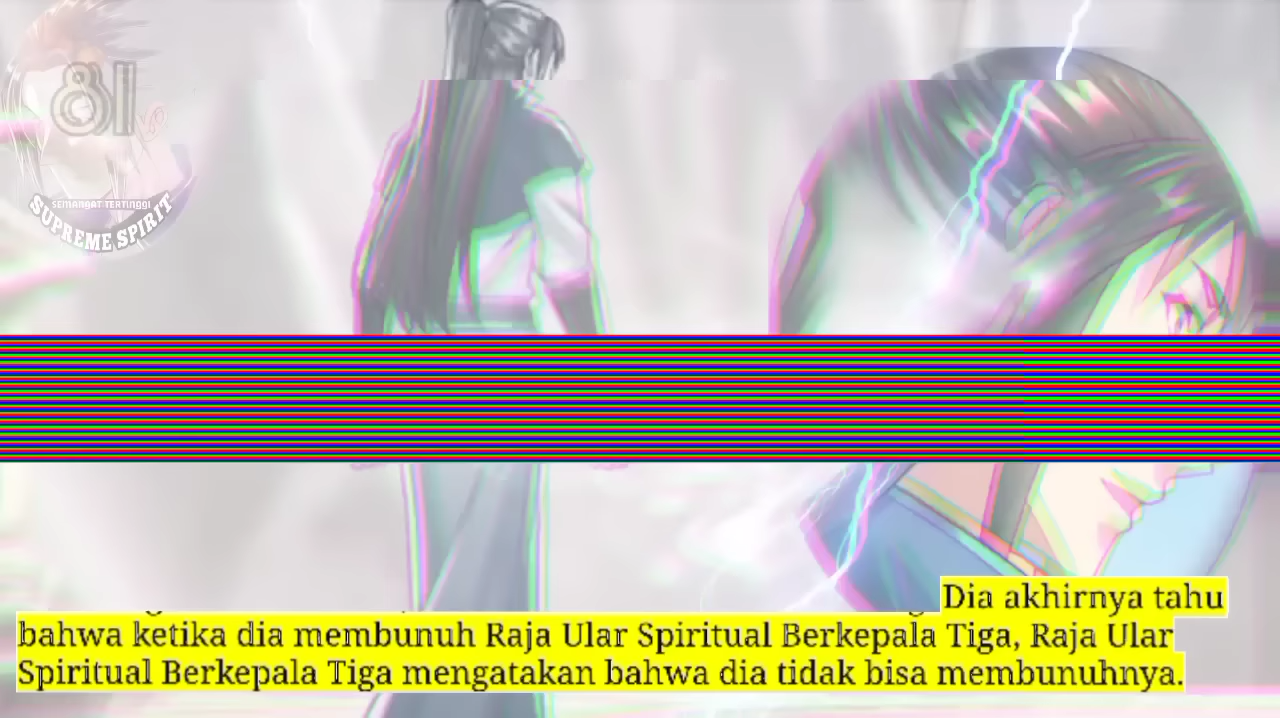 81
SEMANGAT TERTINGGI
SUPREME SPIRIT
Dia akhirnya tahu
bahwa ketika dia membunuh Raja Ular Spiritual Berkepala Tiga, Raja Ular
Spiritual Berkepala Tiga mengatakan bahwa dia tidak bisa membunuhnya.